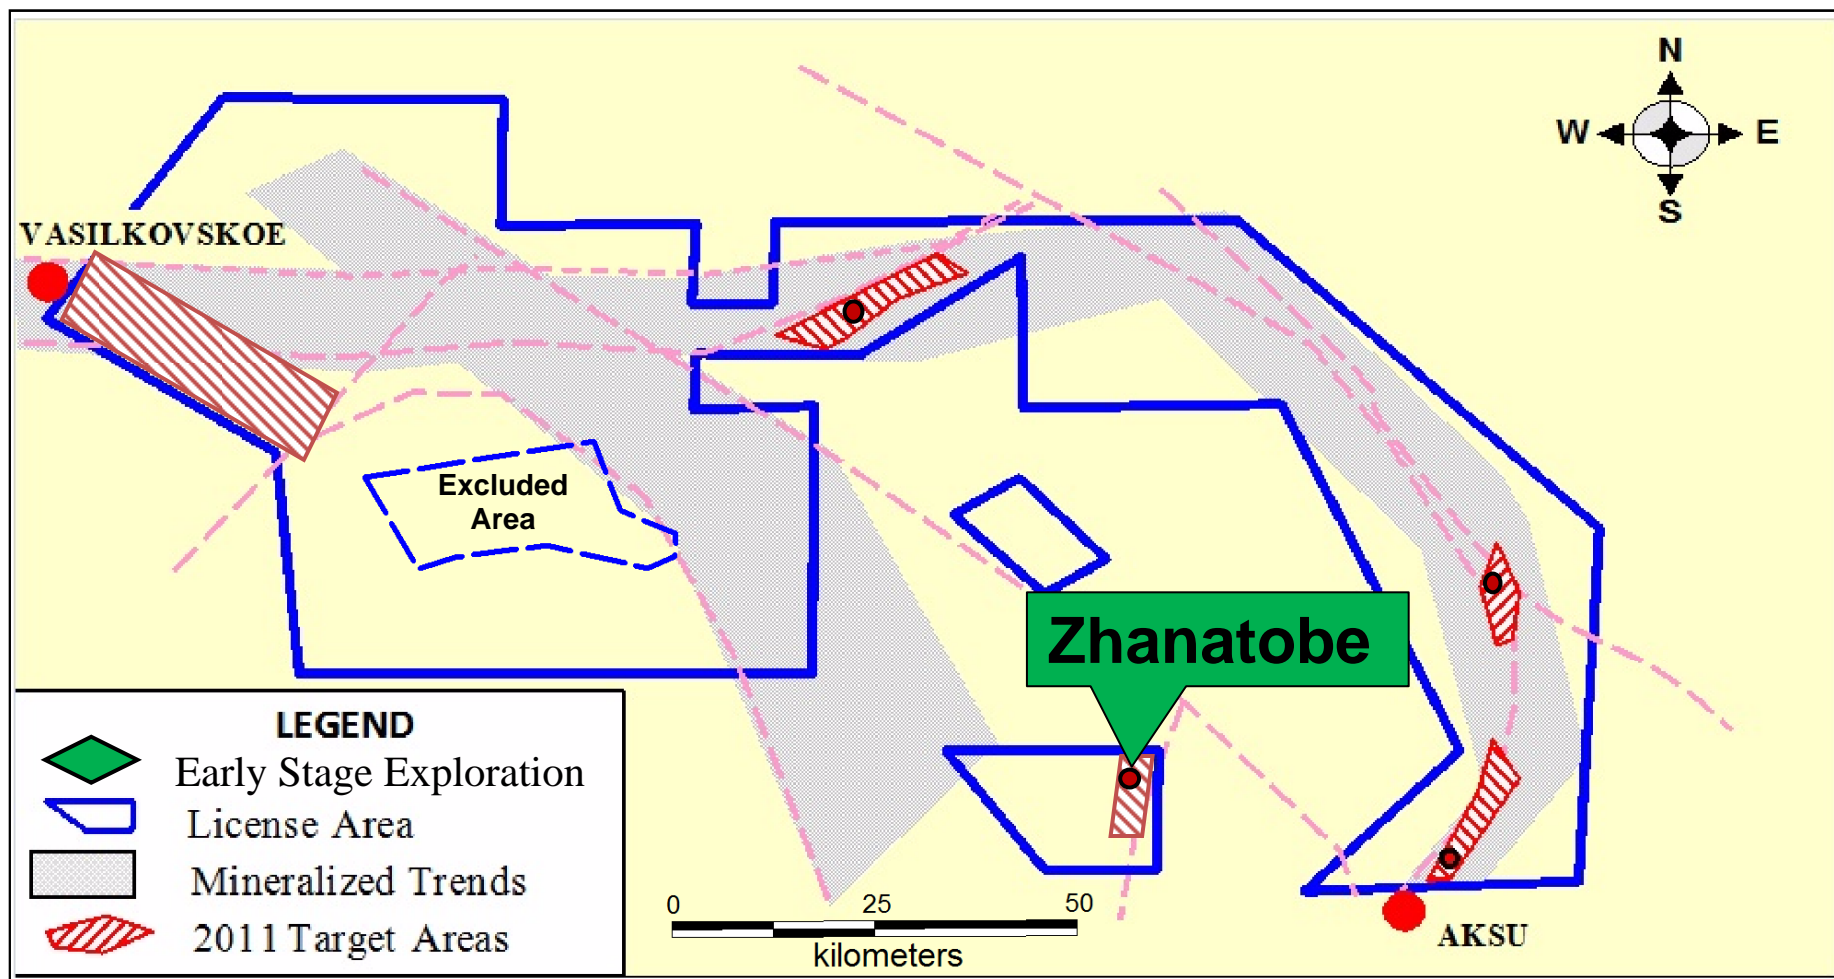 N
W E
S
VASILKOVSKOE
Excluded
Area
Zhanatobe
LEGEND
Early Stage Exploration
License Area
Mineralized Trends
2011 Target Areas
0 25 50
kilometers
AKSU